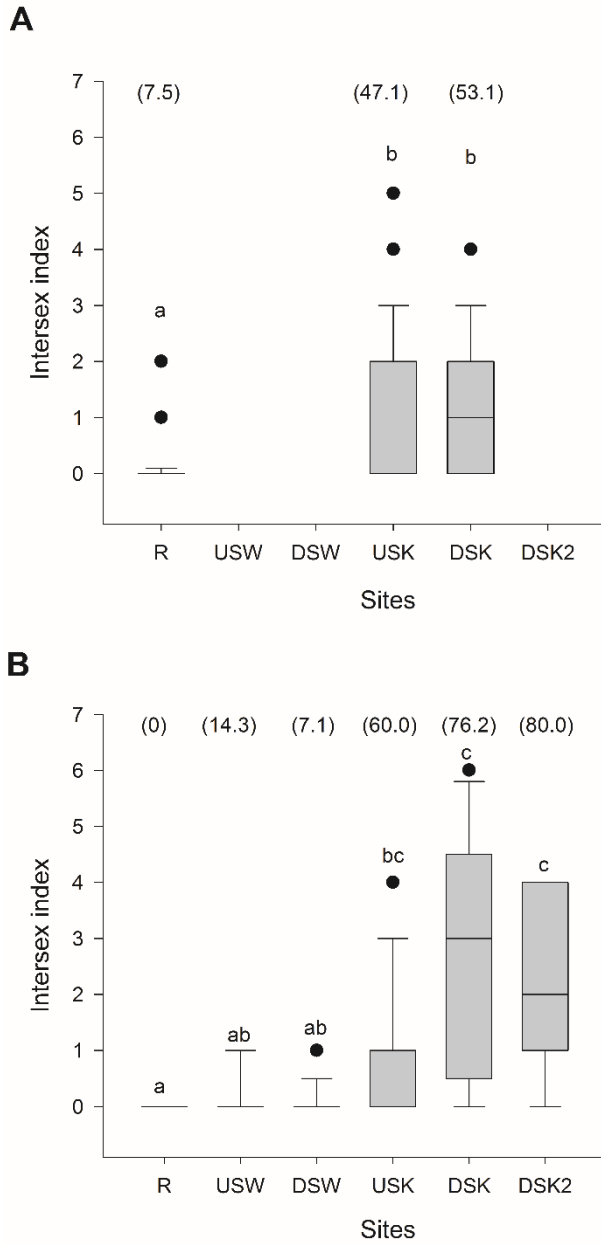 A
(7.5) (47.1) (53.1)
7
6
b b
5
4
3
a
2
1
0
Intersex index
R USW DSW USK DSK DSK2
Sites
B
(0) (14.3) (7.1) (60.0) (76.2) (80.0)
7
c
6
5
bc c
4
3
2
ab ab
1
a
0
Intersex index
R USW DSW USK DSK DSK2
Sites